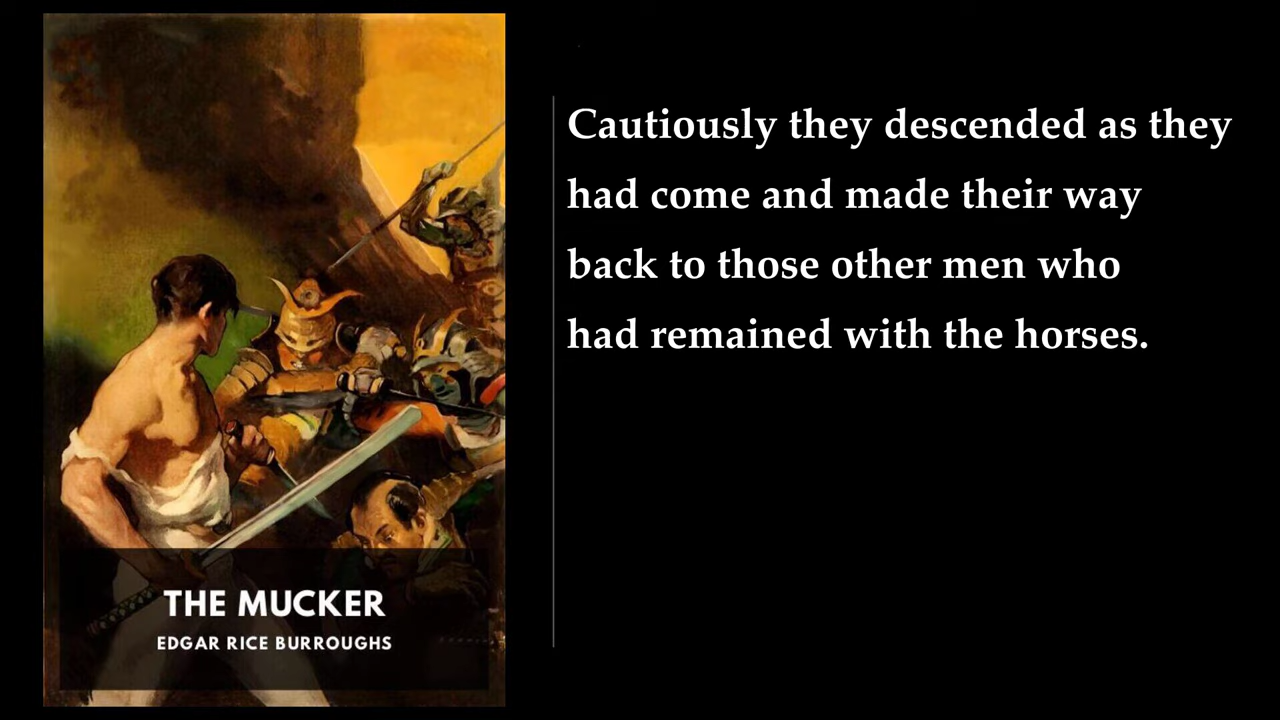 Cautiously they descended as they
had come and made their way
back to those other men who
had remained with the horses.
THE MUCKER
EDGAR RICE BURROUGHS